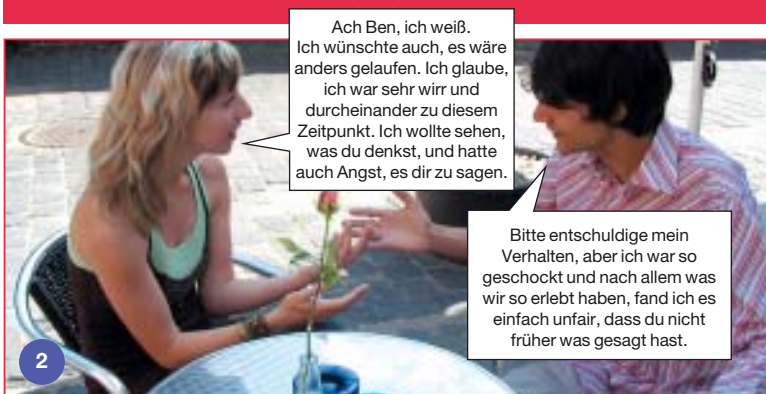 Ach Ben, ich weiß.
Ich wünschte auch, es wäre
anders gelaufen. Ich glaube,
ich war sehr wirr und
durcheinander zu diesem
Zeitpunkt. Ich wollte sehen,
was du denkst, und hatte
auch Angst, es dir zu sagen.
Bitte entschuldige mein
Verhalten, aber ich war so
geschockt und nach allem was
wir so erlebt haben, fand ich es
einfach unfair, dass du nicht
früher was gesagt hast.
2